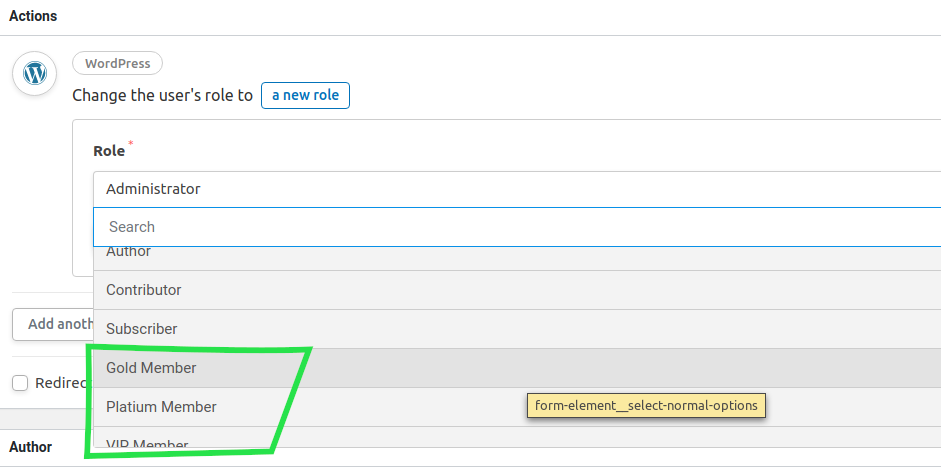 Actions
WordPress
Change the user's role to a new role
Role *
Administrator
Search
Author
Contributor
Add anoth
Subscriber
Gold Member
Redirec
Platium Member
form-element__select-normal-options
VIP Member
Author